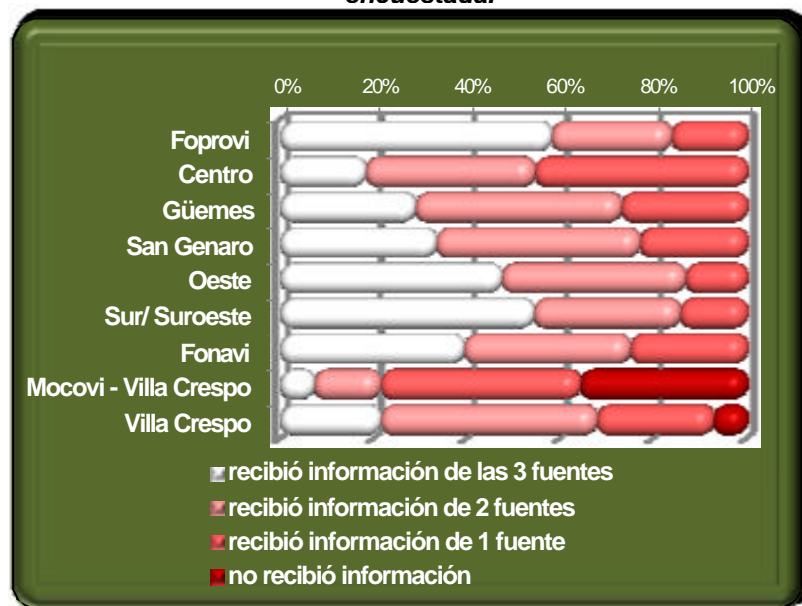 encuestada.
0% 20% 40% 60% 80% 100%
Foprovi
Centro
Güemes
San Genaro
Oeste
Sur/ Suroeste
Fonavi
Mocovi - Villa Crespo
Villa Crespo
recibió información de las 3 fuentes
recibió información de 2 fuentes
recibió información de 1 fuente
no recibió información